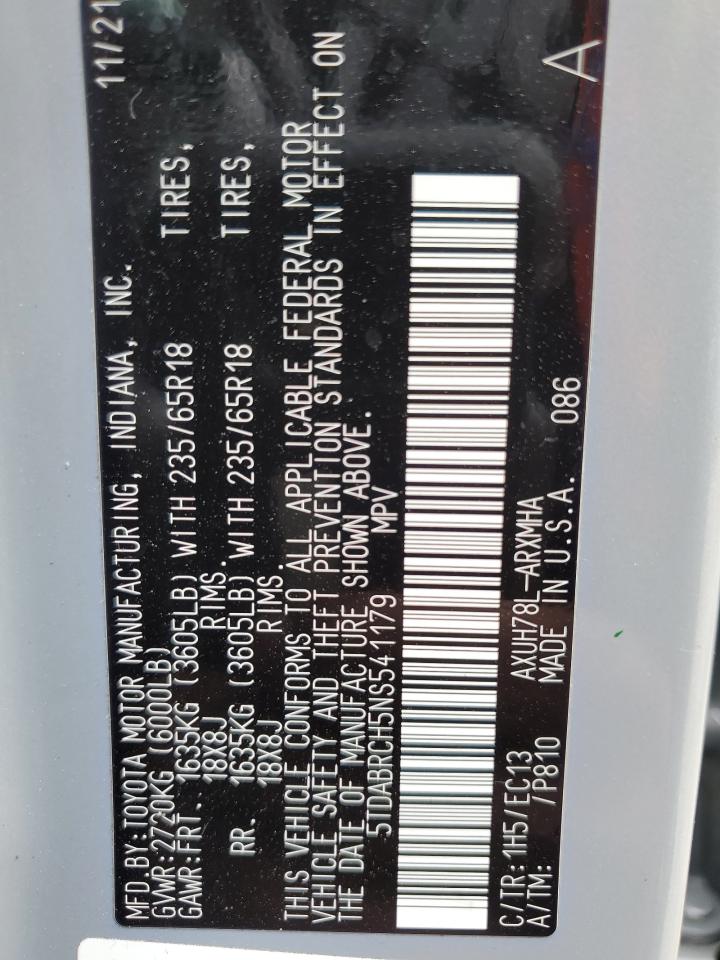 MFD.BY:TOYOTA MOTOR MANUFACTURING, INDIANA, INC. 11/21
GVWR:2720KG (6000LB)
GAWR:FRT. 1635KG (3605LB) WITH 235/65R18 TIRES,
18X8J RIMS.
RR. 1635KG (3605LB) WITH 235/65R18 TIRES,
18X8J RIMS.
THIS VEHICLE CONFORMS TO ALL APPLICABLE FEDERAL MOTOR
VEHICLE SAFETY AND THEFT PREVENTION STANDARDS IN EFFECT ON
THE DATE OF MANUFACTURE SHOWN ABOVE.
5TDABRCH5NS541179 MPV
C/TR:1H5/EC13 AXUH78L-ARXMHA 086 A
A/TM: /P810 MADE IN U.S.A.